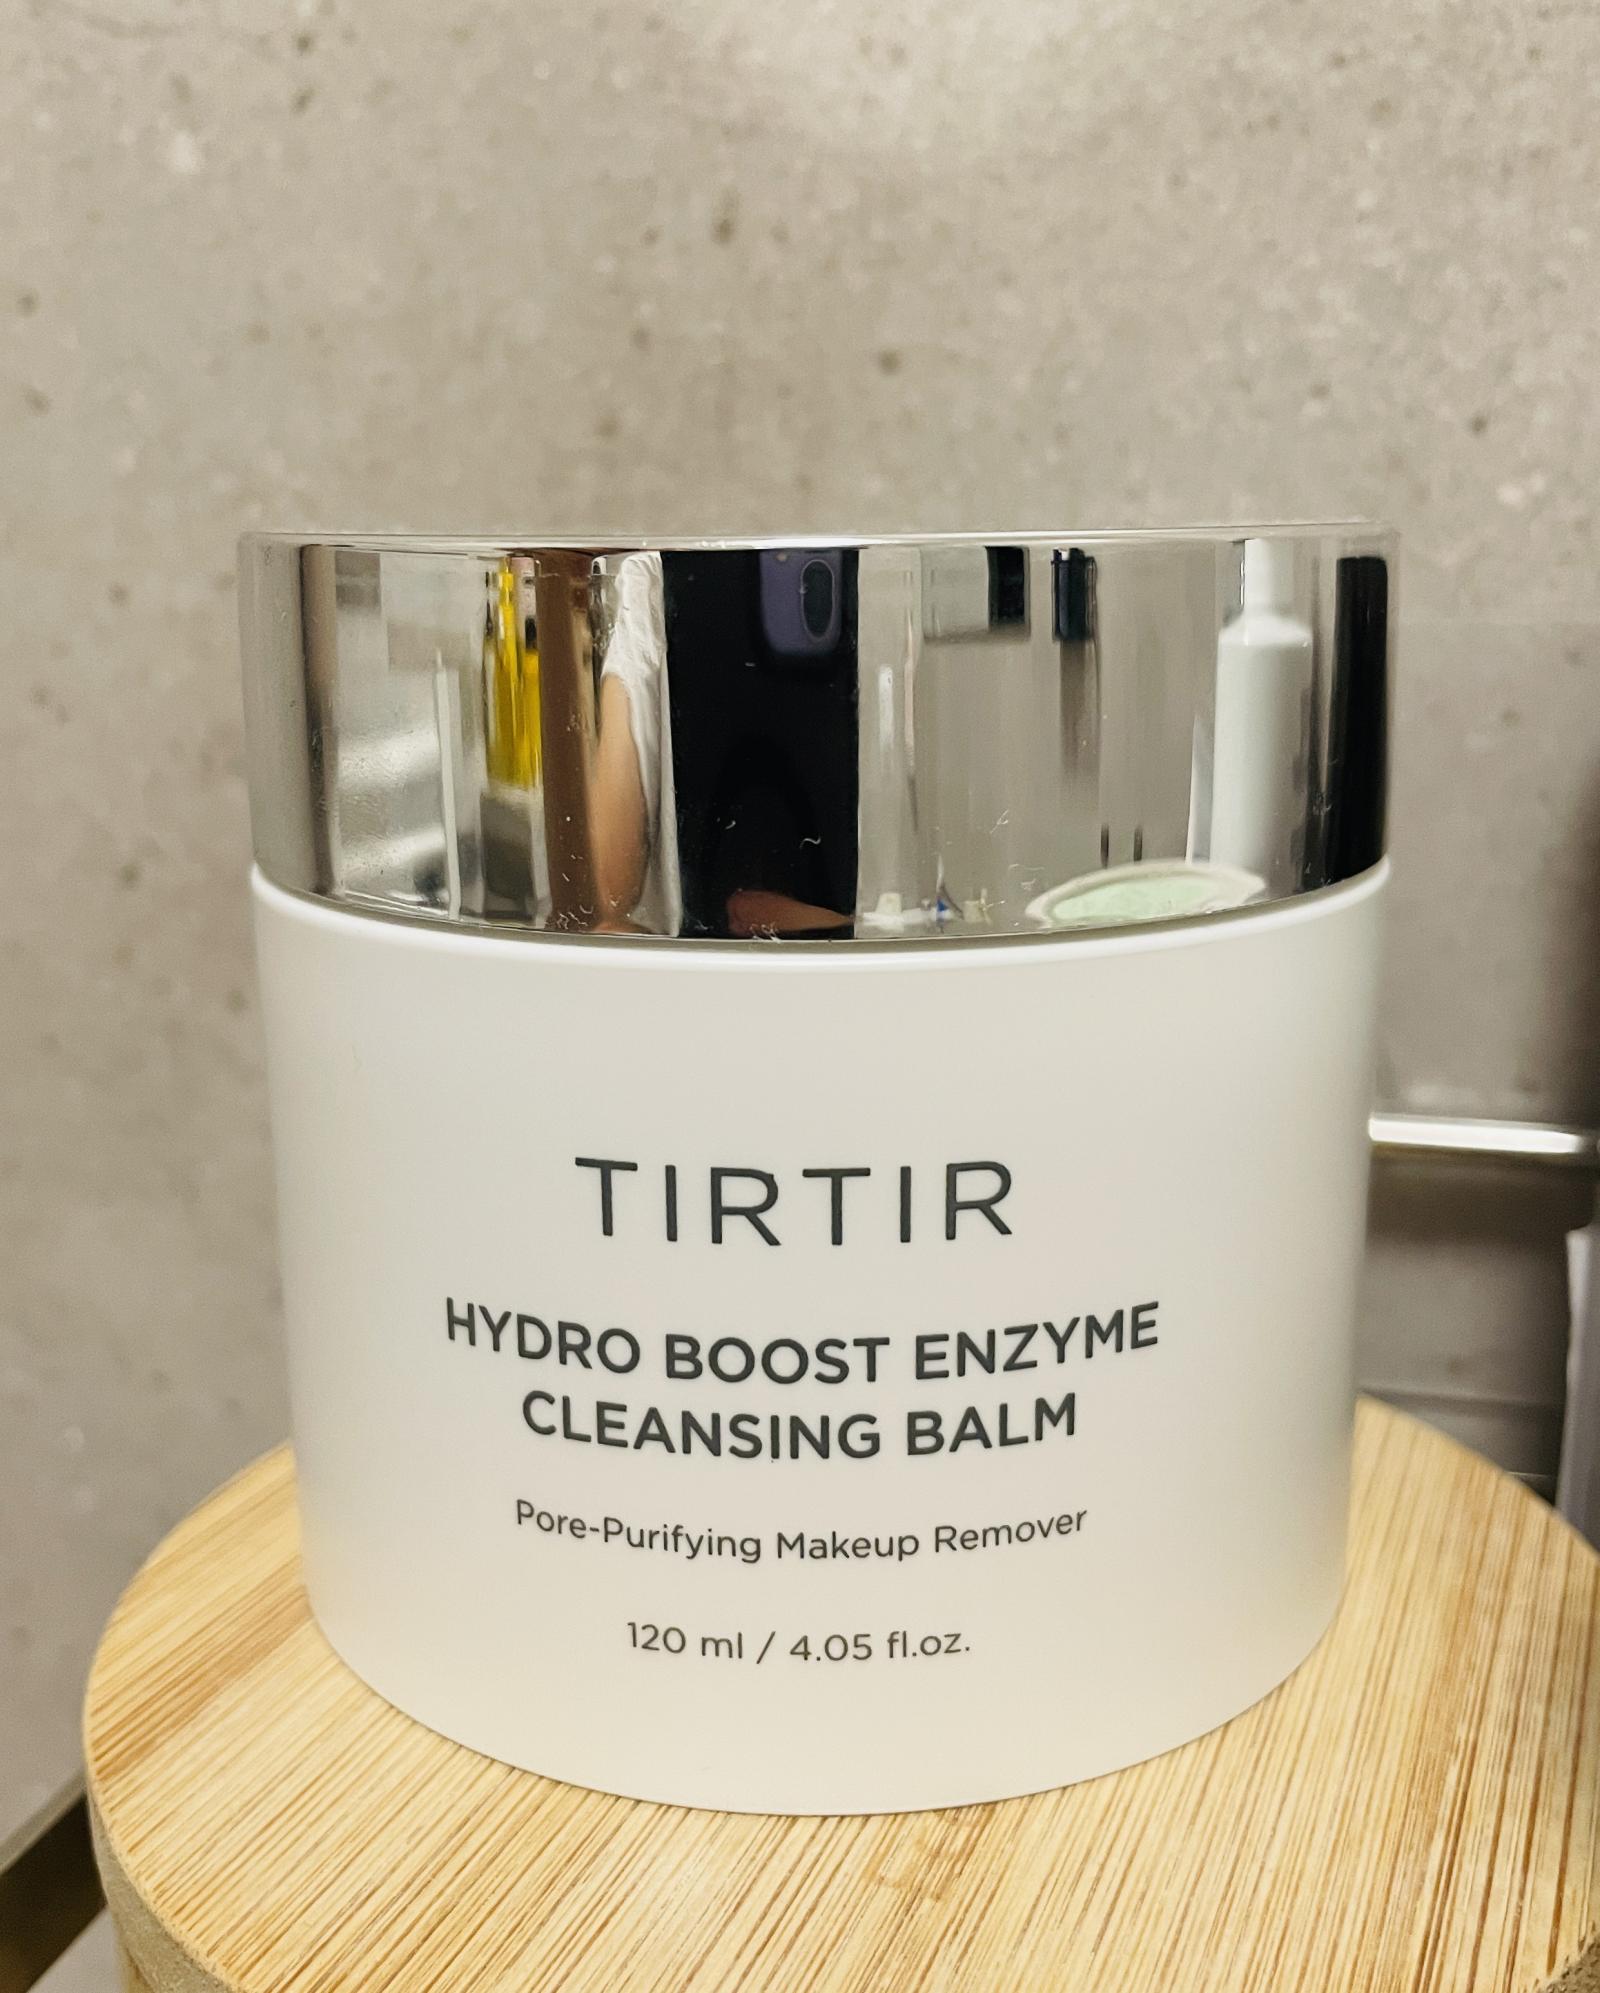 TIRTIR
HYDRO BOOST ENZYME
CLEANSING BALM
Pore-Purifying Makeup Remover
120 ml / 4.05 fl.oz.